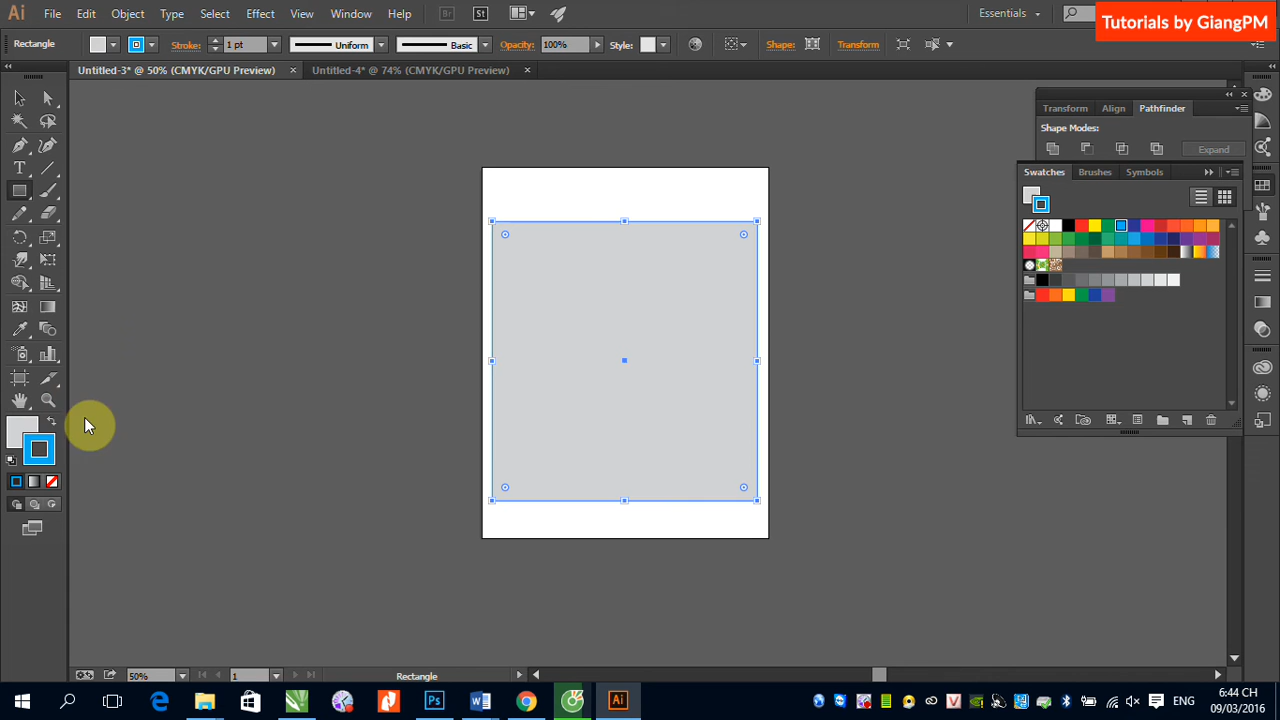 Ai File Edit Object Type Select Effect View Window Help Br St Essentials
Tutorials by GiangPM
Rectangle Stroke: 1 pt Uniform Basic Opacity: 100% Style: Shape: Transform
Untitled-3* @ 50% (CMYK/GPU Preview) × Untitled-4* @ 74% (CMYK/GPU Preview) ×
Transform Align Pathfinder
Shape Modes:
Expand
Swatches Brushes Symbols
50% 1 Rectangle
ENG
6:44 CH
09/03/2016